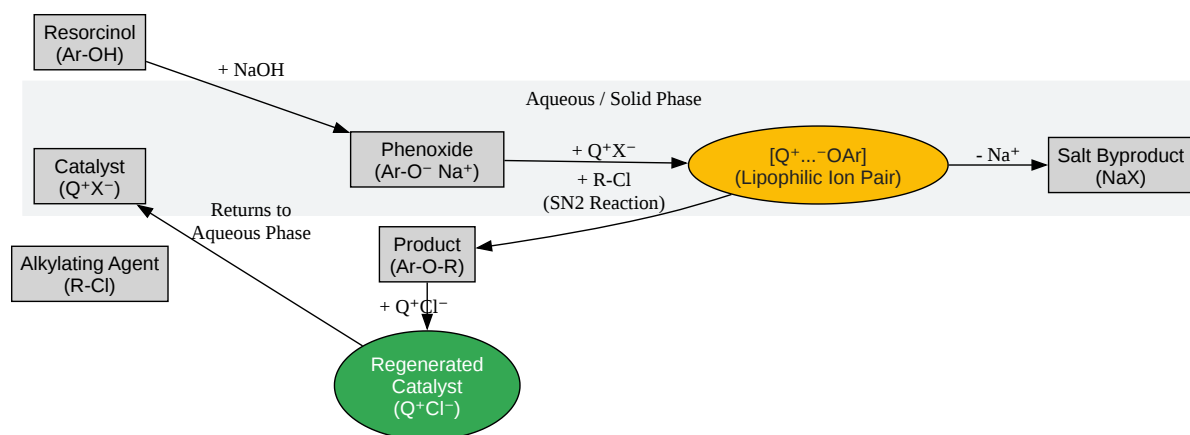 Resorcinol
(Ar-OH)
+ NaOH
Aqueous / Solid Phase
Catalyst
(Q⁺X⁻)
Phenoxide
(Ar-O⁻ Na⁺)
+ Q⁺X⁻
[Q⁺...⁻OAr]
(Lipophilic Ion Pair)
- Na⁺
Salt Byproduct
(NaX)
+ R-Cl
(SN2 Reaction)
Returns to
Aqueous Phase
Alkylating Agent
(R-Cl)
Product
(Ar-O-R)
+ Q⁺Cl⁻
Regenerated
Catalyst
(Q⁺Cl⁻)